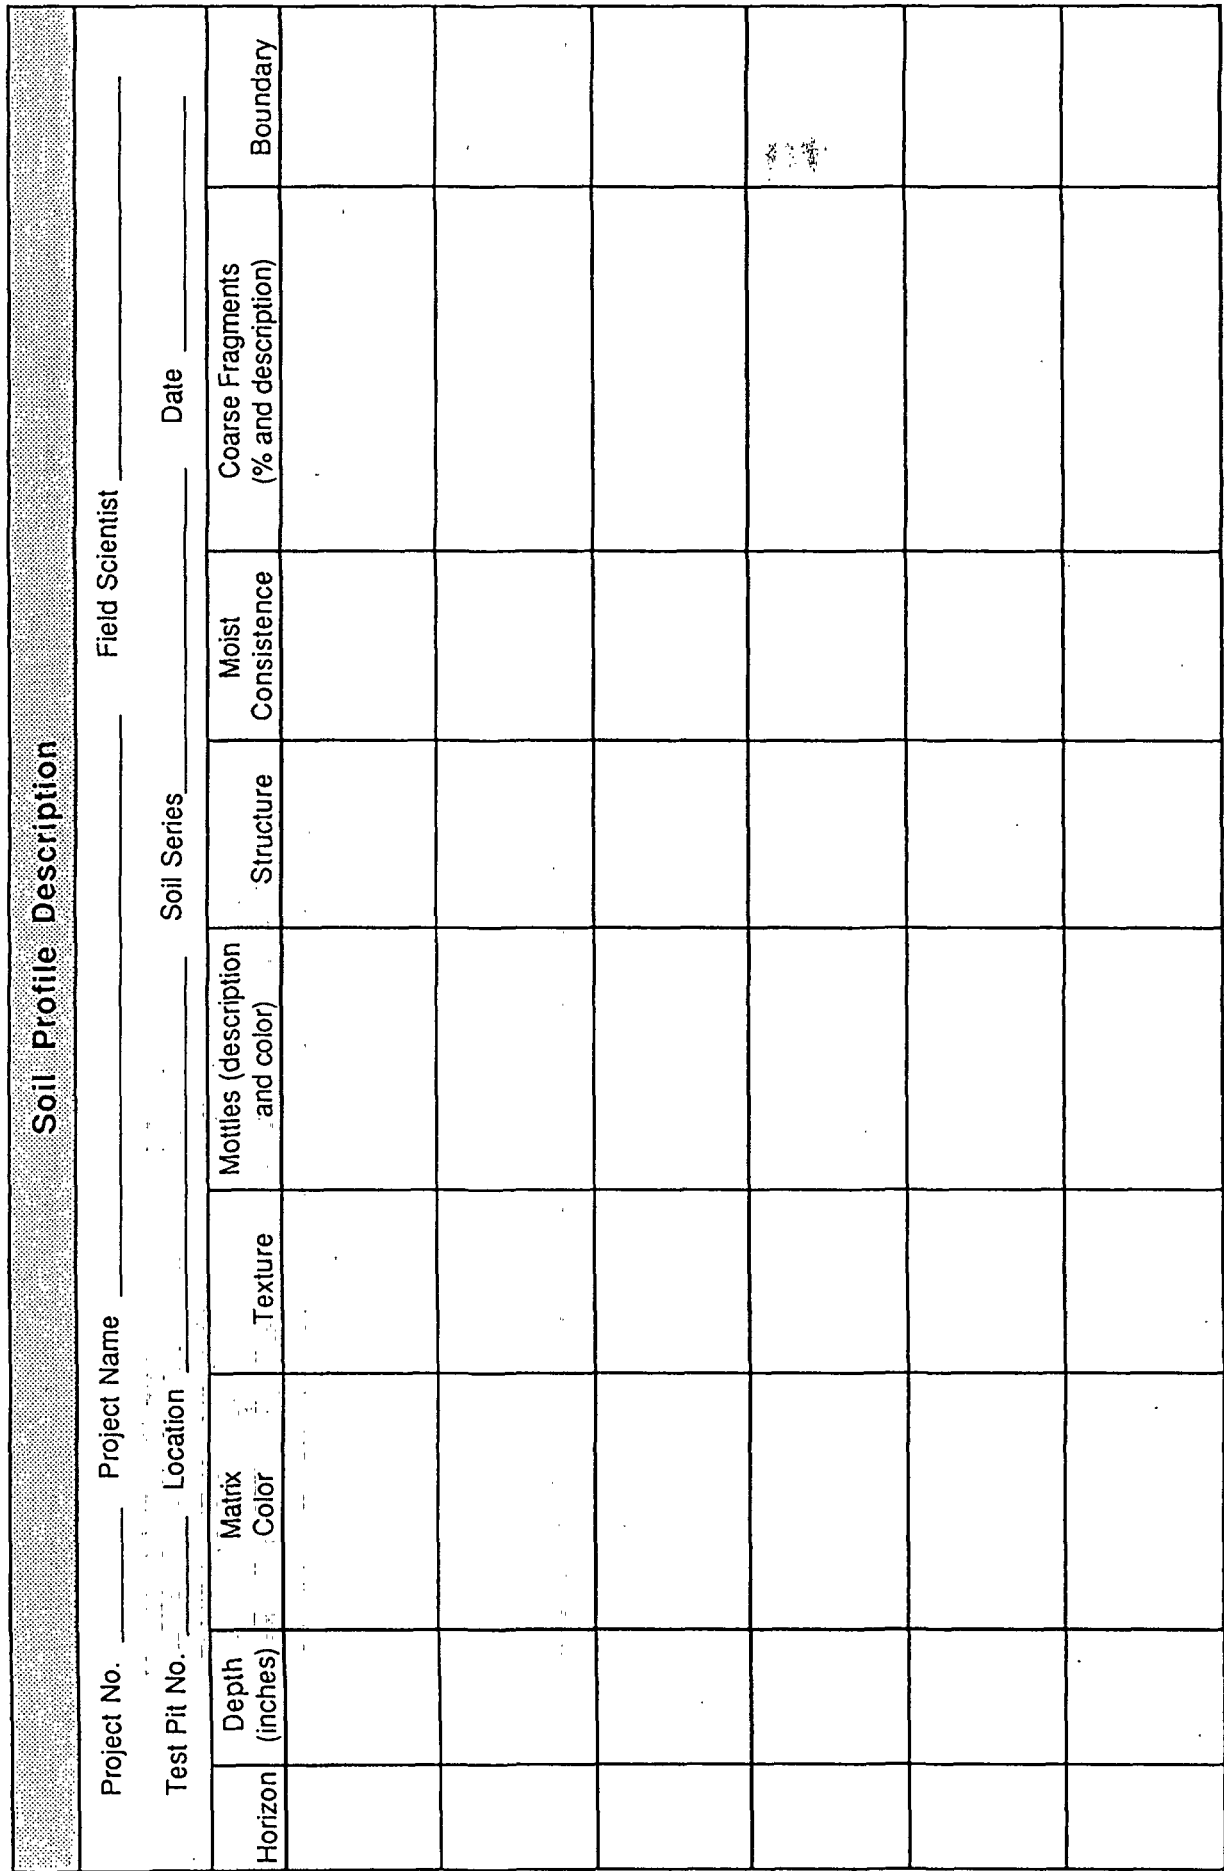 Soil Profile Description
Project No. Project Name Field Scientist
Test Pit No. Location Soil Series Date
Horizon
Depth
(inches)
Matrix
Color
Texture
Mottles (description
and color)
Structure
Moist
Consistence
Coarse Fragments
(% and description)
Boundary